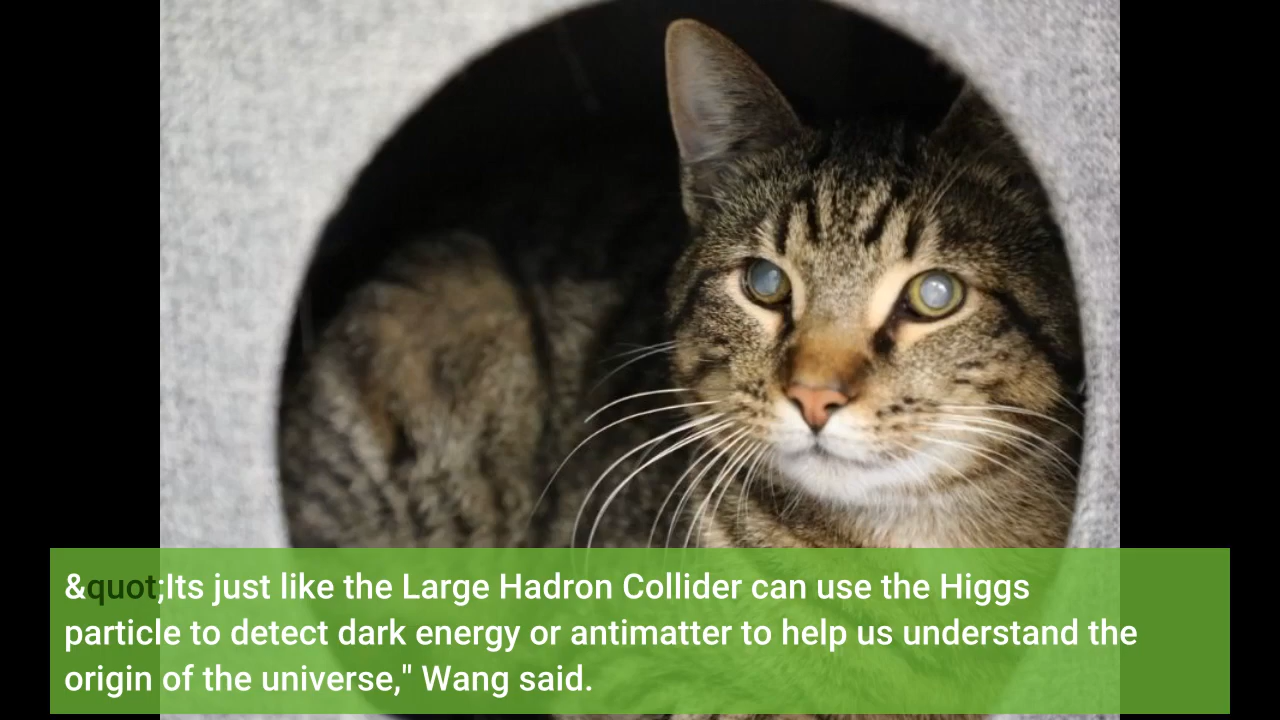 &quot;Its just like the Large Hadron Collider can use the Higgs
particle to detect dark energy or antimatter to help us understand the
origin of the universe," Wang said.